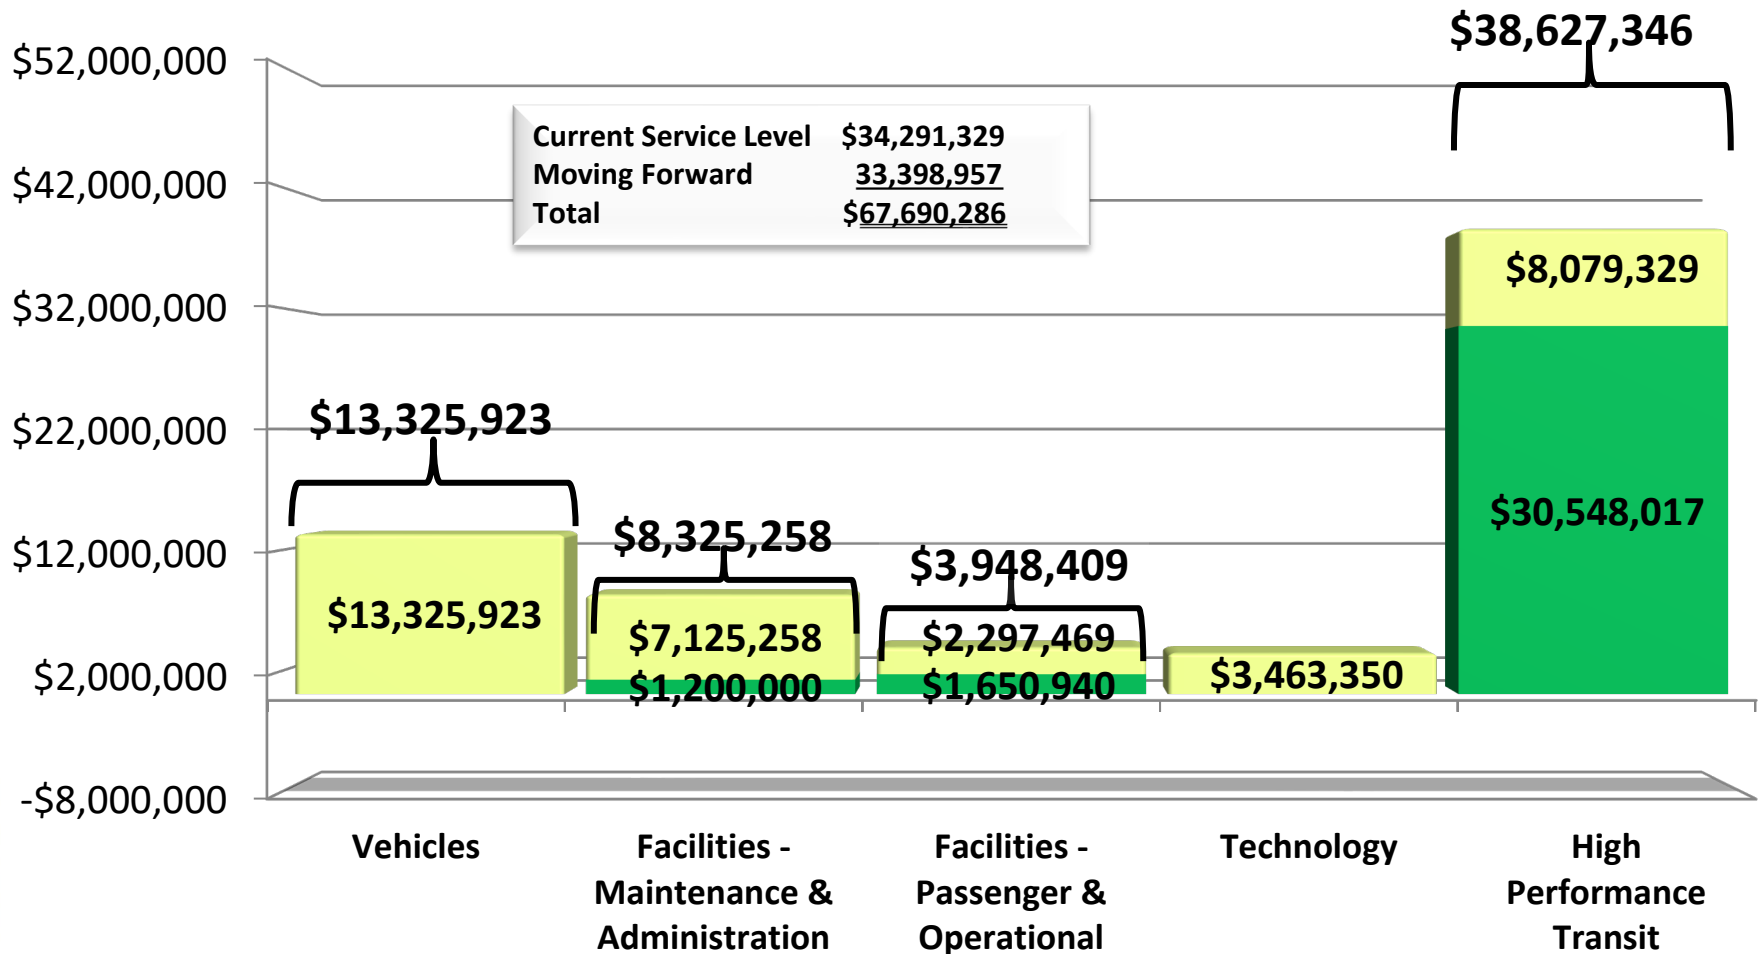 $38,627,346
$52,000,000
Current Service Level $34,291,329
Moving Forward 33,398,957
Total $67,690,286
$42,000,000
$8,079,329
$32,000,000
$13,325,923
$22,000,000
$30,548,017
$8,325,258
$12,000,000
$3,948,409
$13,325,923
$7,125,258
$2,297,469
$2,000,000
$1,200,000
$1,650,940
$3,463,350
-$8,000,000
Vehicles
Facilities -
Maintenance &
Administration
Facilities -
Passenger &
Operational
Technology
High
Performance
Transit